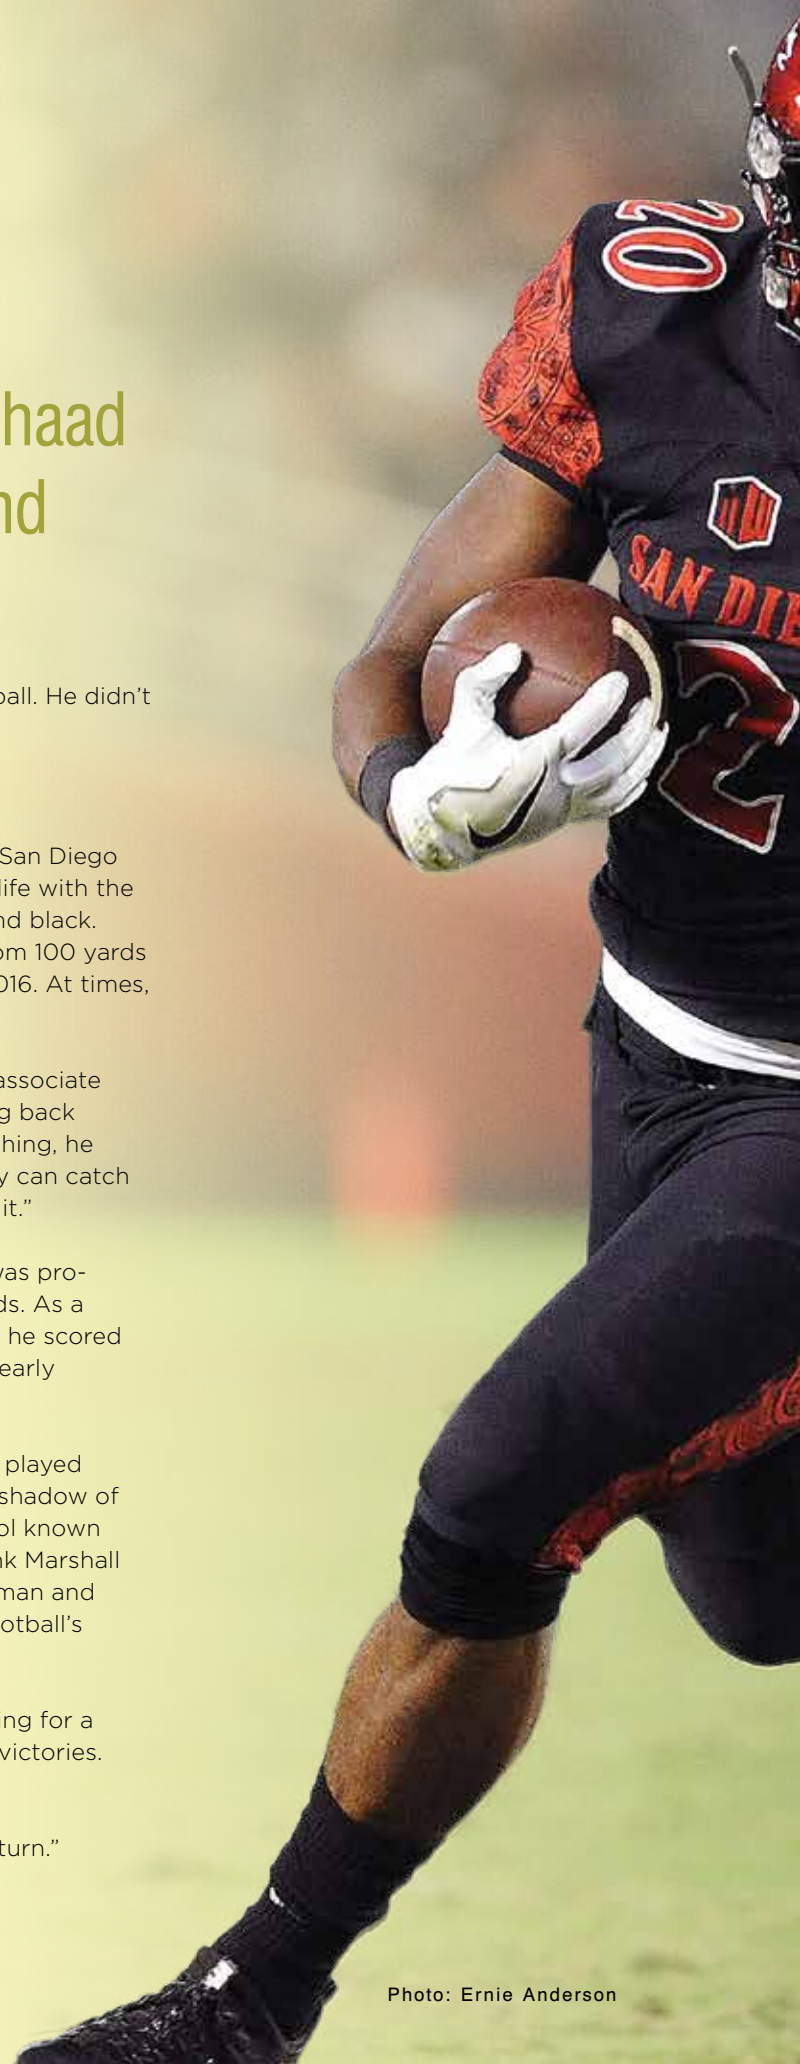 haad
nd
ball. He didn’t
San Diego
life with the
nd black.
om 100 yards
016. At times,
associate
g back
hing, he
y can catch
it.”
was pro-
ds. As a
he scored
early
played
shadow of
ol known
nk Marshall
man and
otball’s
ing for a
victories.
turn.”
20
SAN DIE
2
Photo: Ernie Anderson